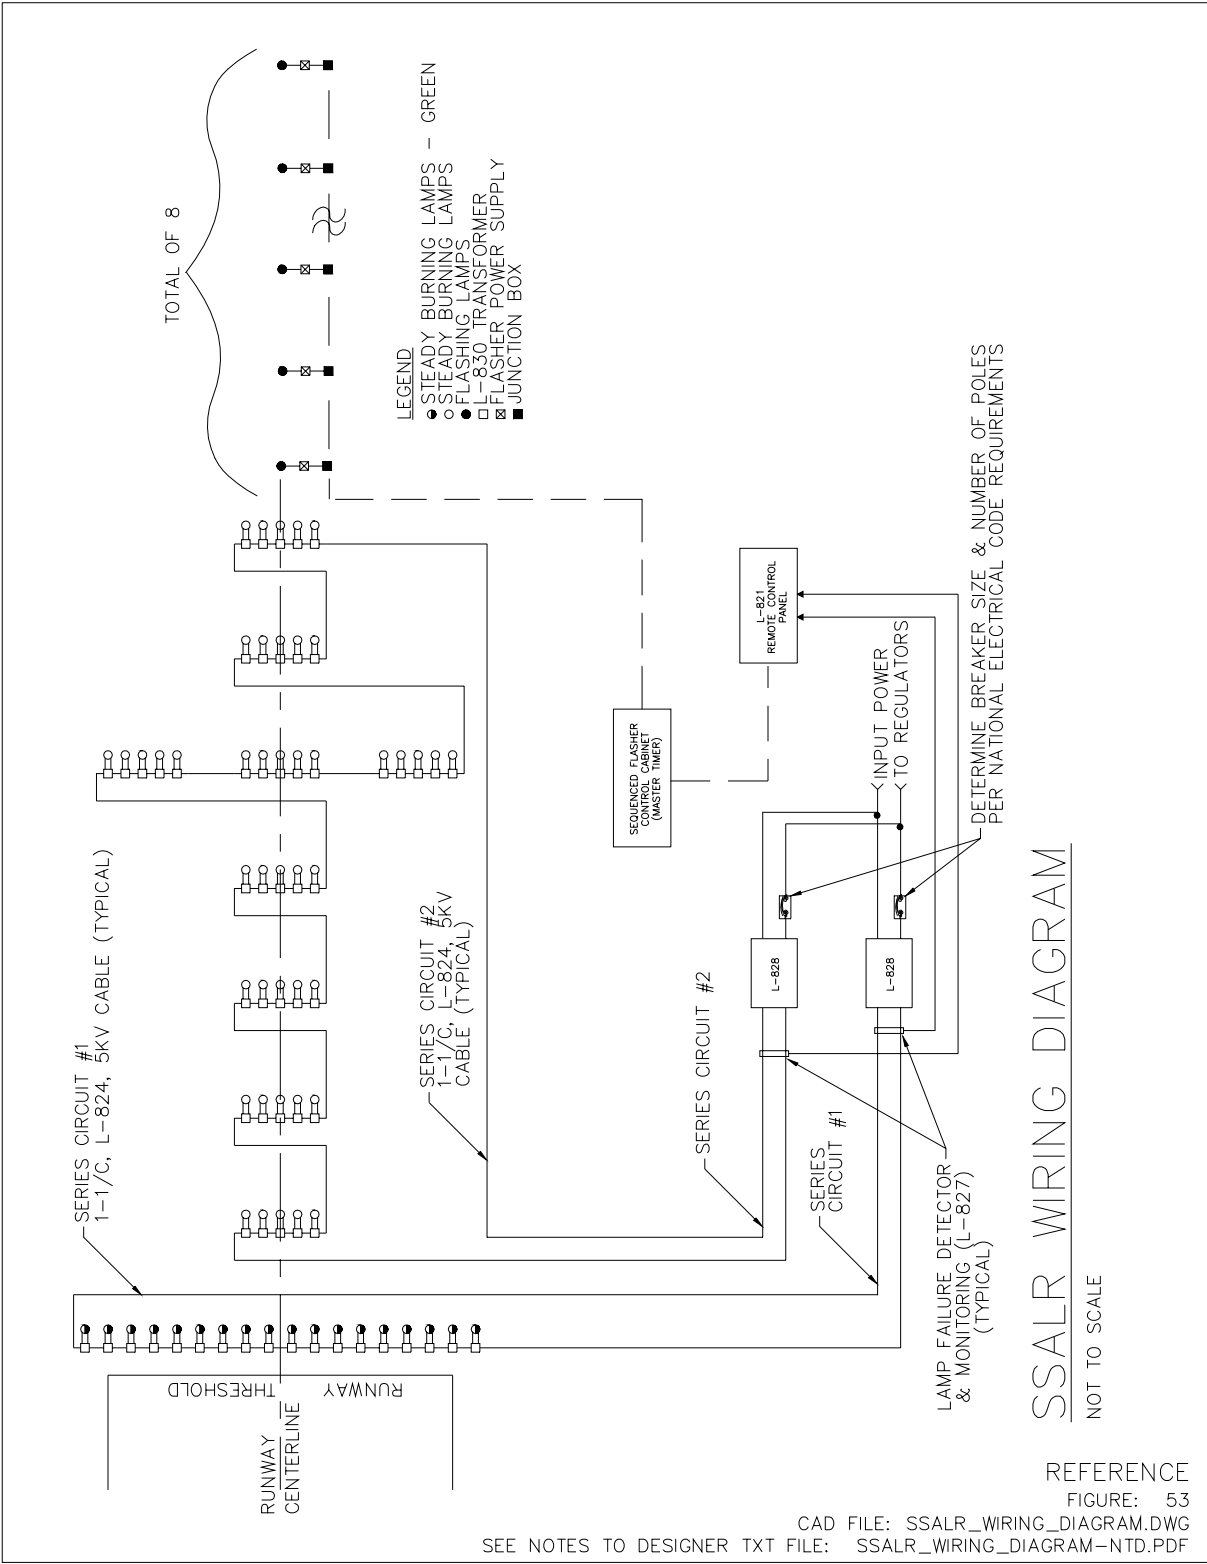 TOTAL OF 8
LEGEND
STEADY BURNING LAMPS - GREEN
STEADY BURNING LAMPS
FLASHING LAMPS
L-830 TRANSFORMER
FLASHER POWER SUPPLY
JUNCTION BOX
SERIES CIRCUIT #1
1-1/C, L-824, 5KV CABLE (TYPICAL)
SERIES CIRCUIT #2
1-1/C, L-824, 5KV
CABLE (TYPICAL)
SEQUENCED FLASHER
CONTROL CABINET
(MASTER TIMER)
L-821
REMOTE CONTROL
PANEL
INPUT POWER
TO REGULATORS
DETERMINE BREAKER SIZE & NUMBER OF POLES
PER NATIONAL ELECTRICAL CODE REQUIREMENTS
L-828
L-828
SERIES CIRCUIT #2
SERIES
CIRCUIT #1
LAMP FAILURE DETECTOR
& MONITORING (L-827)
(TYPICAL)
RUNWAY
THRESHOLD
RUNWAY
CENTERLINE
SSALR WIRING DIAGRAM
NOT TO SCALE
REFERENCE
FIGURE: 53
CAD FILE: SSALR_WIRING_DIAGRAM.DWG
SEE NOTES TO DESIGNER TXT FILE: SSALR_WIRING_DIAGRAM-NTD.PDF